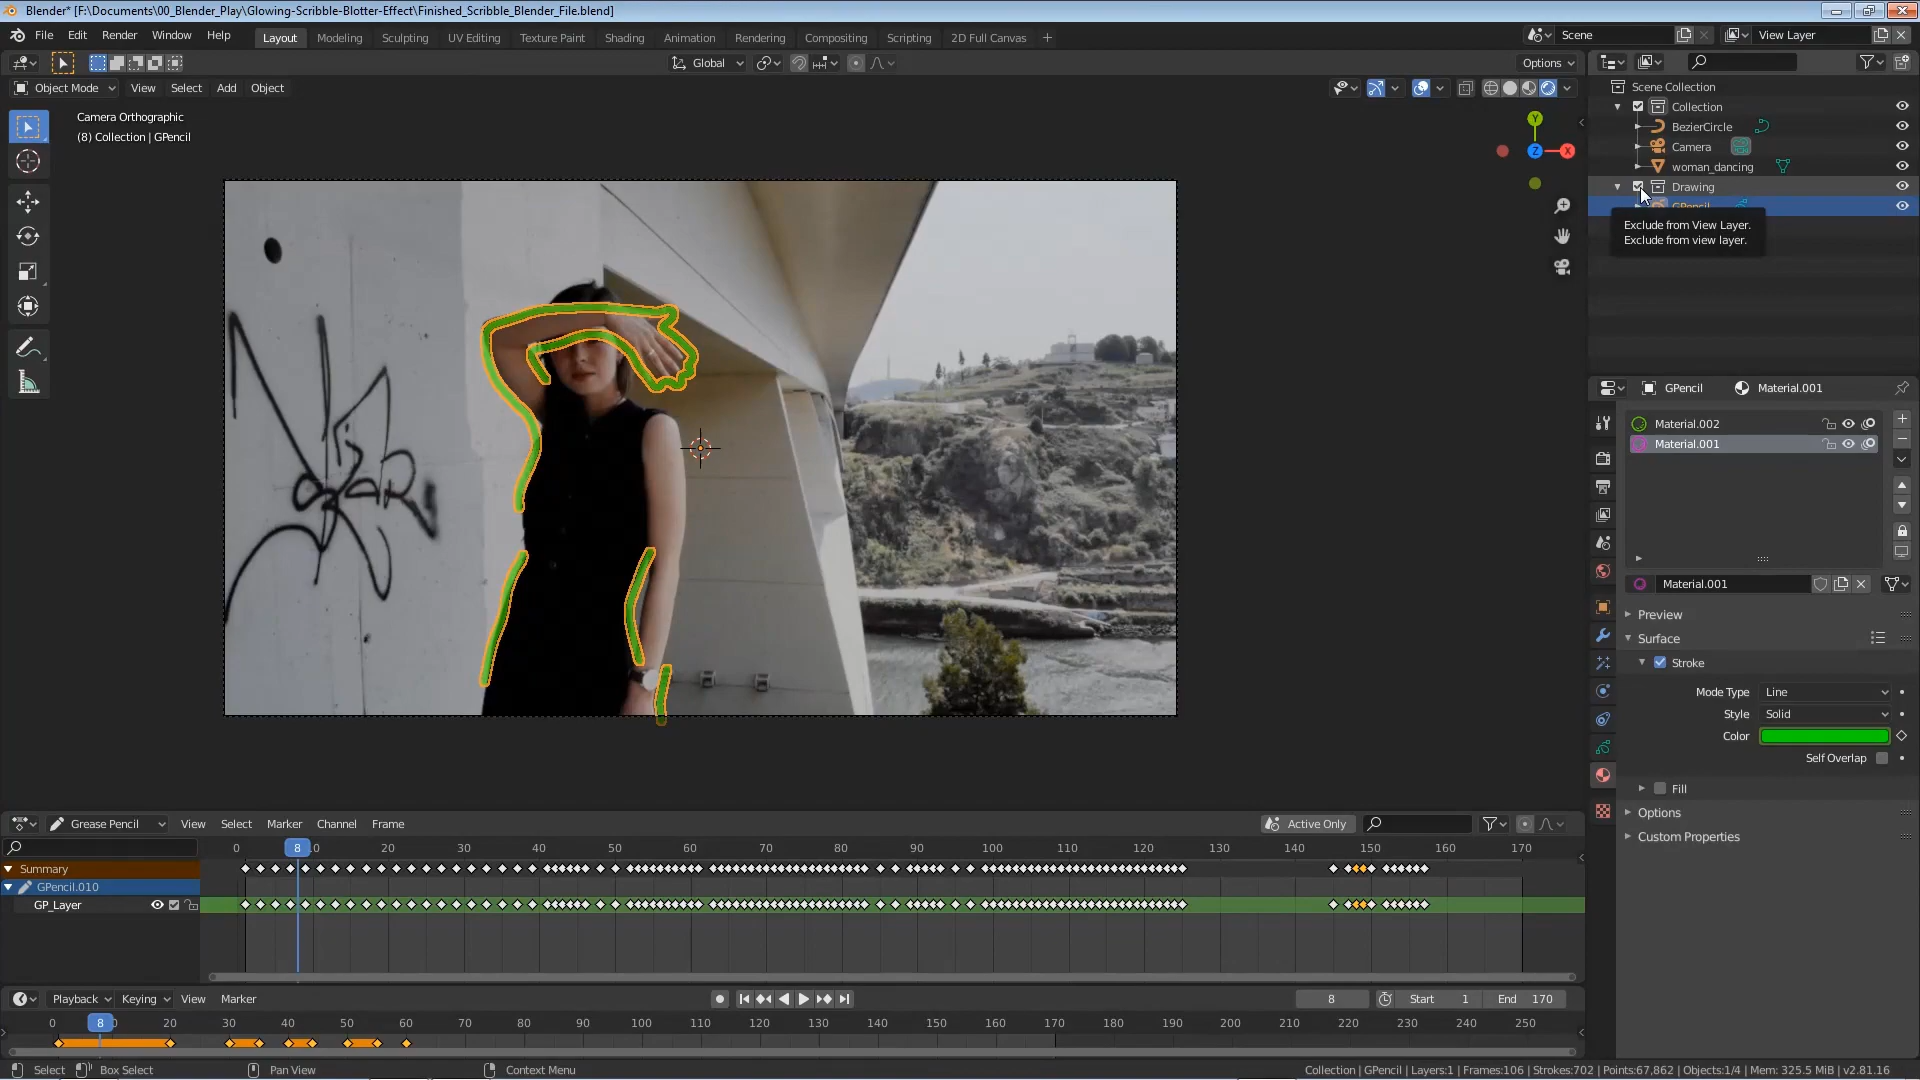 Blender* [F:\Documents\00_Blender_Play\Glowing-Scribble-Blotter-Effect\Finished_Scribble_Blender_File.blend]
File Edit Render Window Help Layout Modeling Sculpting UV Editing Texture Paint Shading Animation Rendering Compositing Scripting 2D Full Canvas + Scene View Layer
Global Options
Object Mode View Select Add Object
Camera Orthographic
(8) Collection | GPencil
Y
Z X
Scene Collection
Collection
BezierCircle
Camera
woman_dancing
Drawing
GPencil
Exclude from View Layer.
Exclude from view layer.
GPencil Material.001
Material.002
Material.001
Material.001
Preview
Surface
Stroke
Mode Type Line
Style Solid
Color
Self Overlap
Fill
Options
Custom Properties
Grease Pencil View Select Marker Channel Frame Active Only
0 8 20 30 40 50 60 70 80 90 100 110 120 130 140 150 160 170
Summary
GPencil.010
GP_Layer
Playback Keying View Marker 8 Start 1 End 170
0 8 20 30 40 50 60 70 80 90 100 110 120 130 140 150 160 170 180 190 200 210 220 230 240 250
Select Box Select Pan View Context Menu Collection | GPencil | Layers:1 | Frames:106 | Strokes:702 | Points:67,862 | Objects:1/4 | Mem: 325.5 MiB | v2.81.16